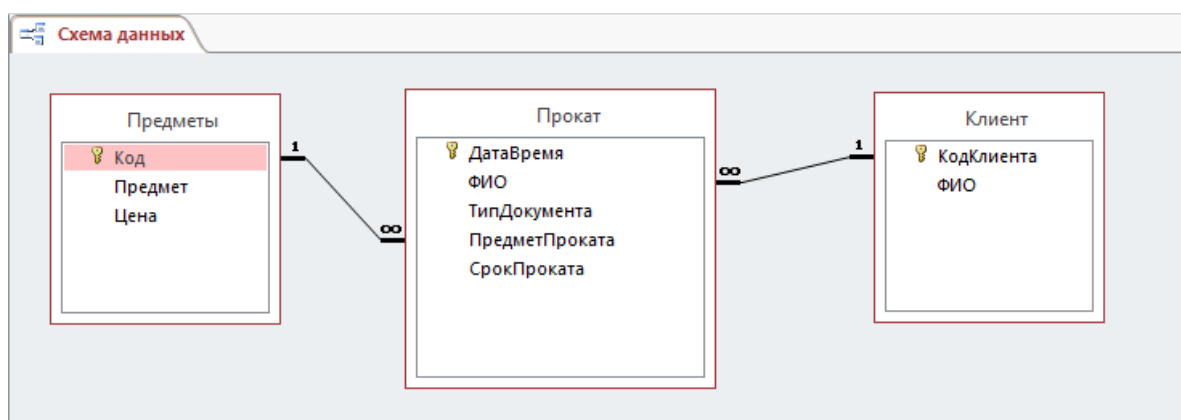 Схема данных
Предметы
Код
Предмет
Цена
1
∞
Прокат
ДатаВремя
ФИО
ТипДокумента
ПредметПроката
СрокПроката
∞
1
Клиент
КодКлиента
ФИО